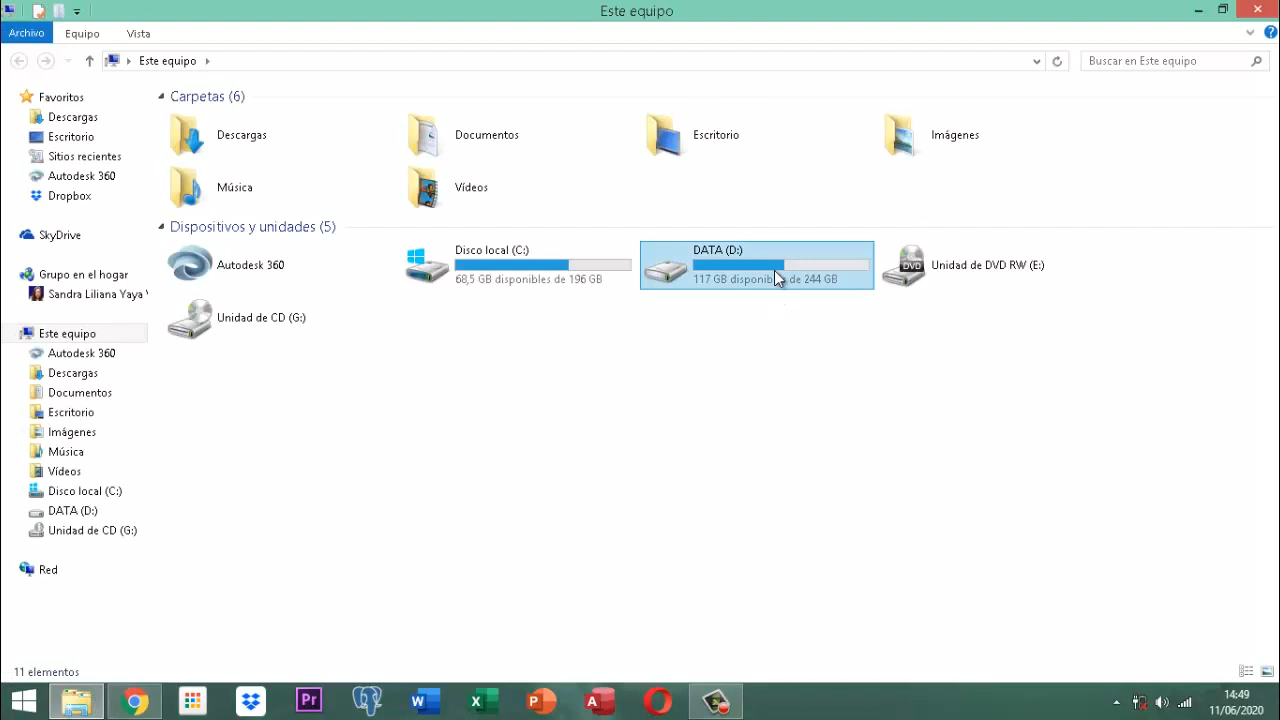 Este equipo
Archivo
Equipo
Vista
Este equipo
Buscar en Este equipo
Favoritos
Descargas
Escritorio
Sitios recientes
Autodesk 360
Dropbox
SkyDrive
Grupo en el hogar
Sandra Liliana Yaya
Este equipo
Autodesk 360
Descargas
Documentos
Escritorio
Imágenes
Música
Vídeos
Disco local (C:)
DATA (D:)
Unidad de CD (G:)
Red
Carpetas (6)
Descargas
Documentos
Escritorio
Imágenes
Música
Vídeos
Dispositivos y unidades (5)
Autodesk 360
Disco local (C:)
68,5 GB disponibles de 196 GB
DATA (D:)
117 GB disponibles de 244 GB
DVD
Unidad de DVD RW (E:)
Unidad de CD (G:)
11 elementos
Pr
W
X
P
A
14:49
11/06/2020